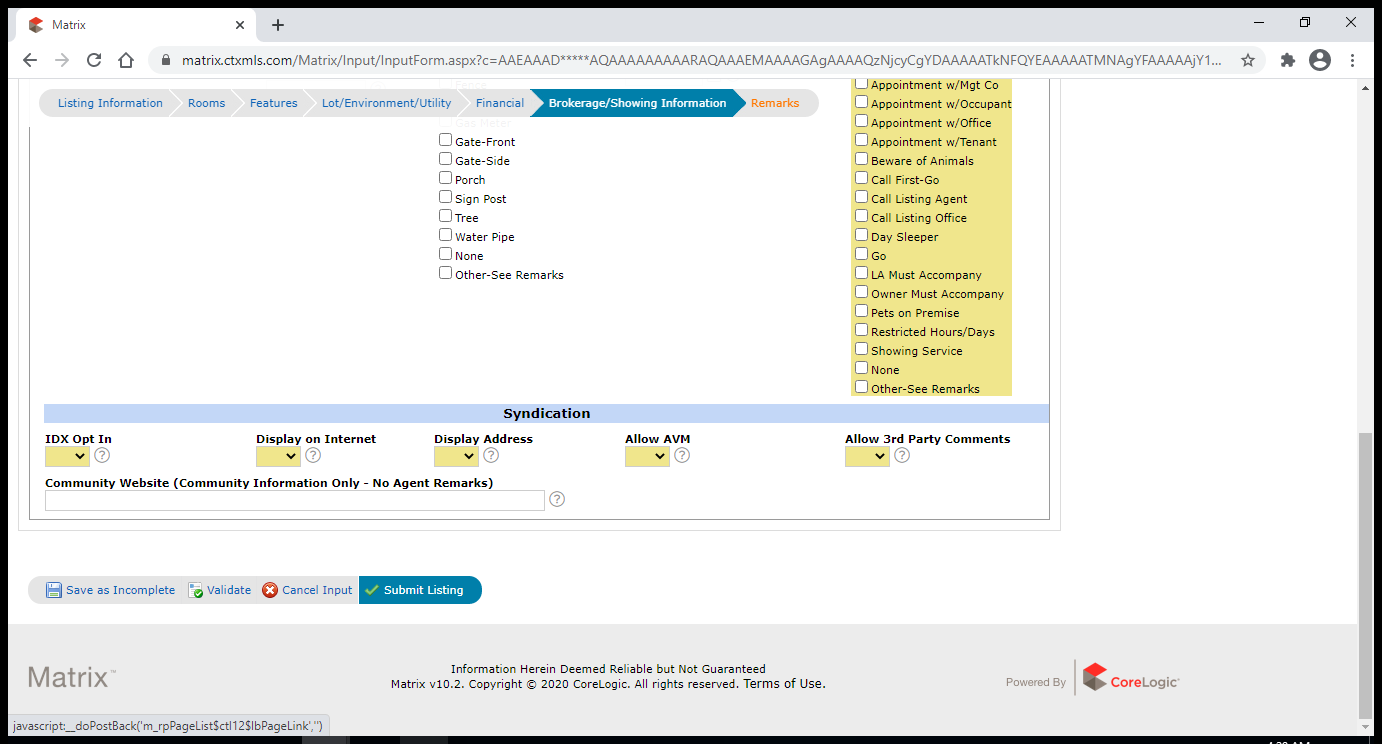 Matrix
matrix.ctxmls.com/Matrix/Input/InputForm.aspx?c=AAEAAAD*****AQAAAAAAAAARAQAAAEMAAAAGAgAAAAQzNjcyCgYDAAAAATkNFQYEAAAAATMNAgYFAAAAAjY1...
Listing Information Rooms Features Lot/Environment/Utility Financial Brokerage/Showing Information Remarks
Gas Meter
Gate-Front
Gate-Side
Porch
Sign Post
Tree
Water Pipe
None
Other-See Remarks
Appointment w/Mgt Co
Appointment w/Occupant
Appointment w/Office
Appointment w/Tenant
Beware of Animals
Call First-Go
Call Listing Agent
Call Listing Office
Day Sleeper
Go
LA Must Accompany
Owner Must Accompany
Pets on Premise
Restricted Hours/Days
Showing Service
None
Other-See Remarks
Syndication
IDX Opt In Display on Internet Display Address Allow AVM Allow 3rd Party Comments
Community Website (Community Information Only - No Agent Remarks)
Save as Incomplete Validate Cancel Input Submit Listing
Matrix™
Information Herein Deemed Reliable but Not Guaranteed
Matrix v10.2. Copyright © 2020 CoreLogic. All rights reserved. Terms of Use.
Powered By CoreLogic
javascript:__doPostBack('m_rpPageList$ctl12$lbPageLink','')